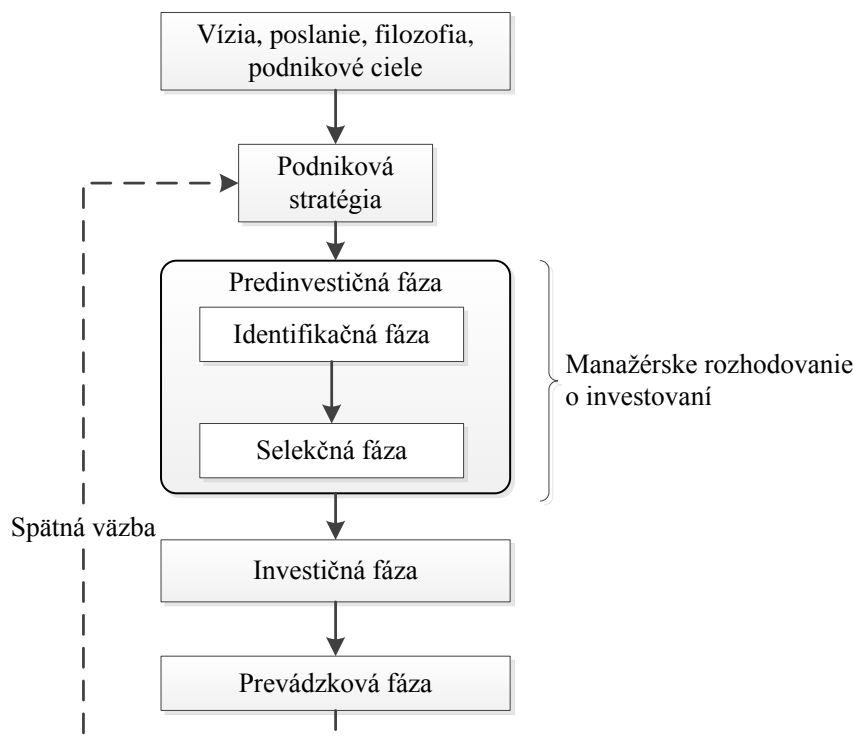 Vízia, poslanie, filozofia,
podnikové ciele
Podniková
stratégia
Predinvestičná fáza
Identifikačná fáza
Selekčná fáza
Manažérske rozhodovanie
o investovaní
Spätná väzba
Investičná fáza
Prevádzková fáza